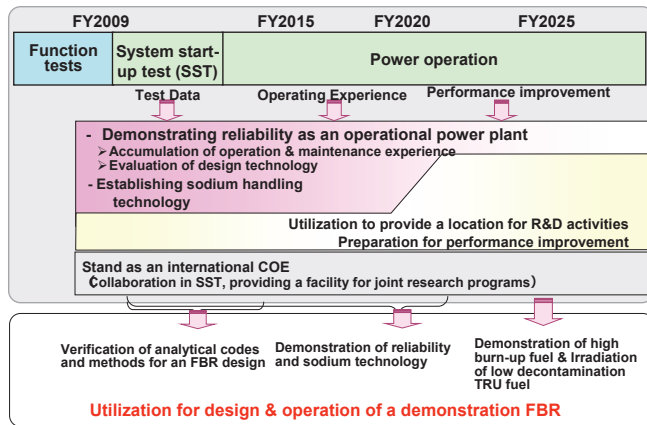 FY2009 FY2015 FY2020 FY2025
Function
tests
System start-
up test (SST)
Power operation
Test Data Operating Experience Performance improvement
- Demonstrating reliability as an operational power plant
➢Accumulation of operation & maintenance experience
➢Evaluation of design technology
- Establishing sodium handling
technology
Utilization to provide a location for R&D activities
Preparation for performance improvement
Stand as an international COE
(Collaboration in SST, providing a facility for joint research programs)
Verification of analytical codes
and methods for an FBR design
Demonstration of reliability
and sodium technology
Demonstration of high
burn-up fuel & Irradiation
of low decontamination
TRU fuel
Utilization for design & operation of a demonstration FBR